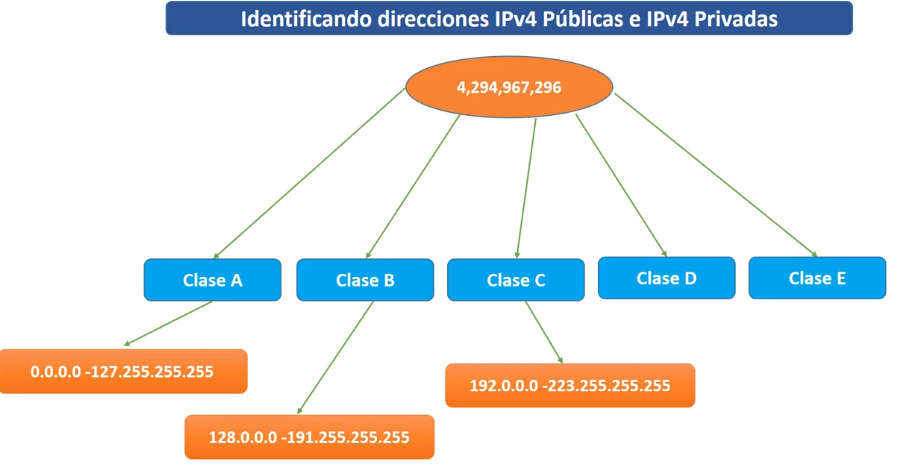 Identificando direcciones IPv4 Públicas e IPv4 Privadas
4,294,967,296
Clase A
Clase B
Clase C
Clase D
Clase E
0.0.0.0 -127.255.255.255
192.0.0.0 -223.255.255.255
128.0.0.0 -191.255.255.255